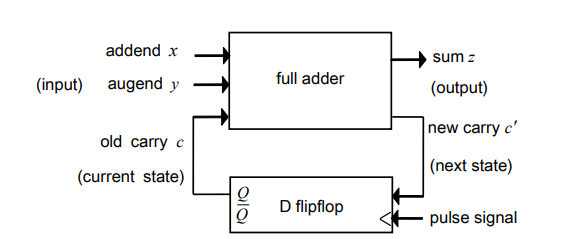 addend x
augend y
(input)
full adder
sum z
(output)
old carry c
(current state)
new carry c′
(next state)
Q
Q̅
D flipflop
pulse signal